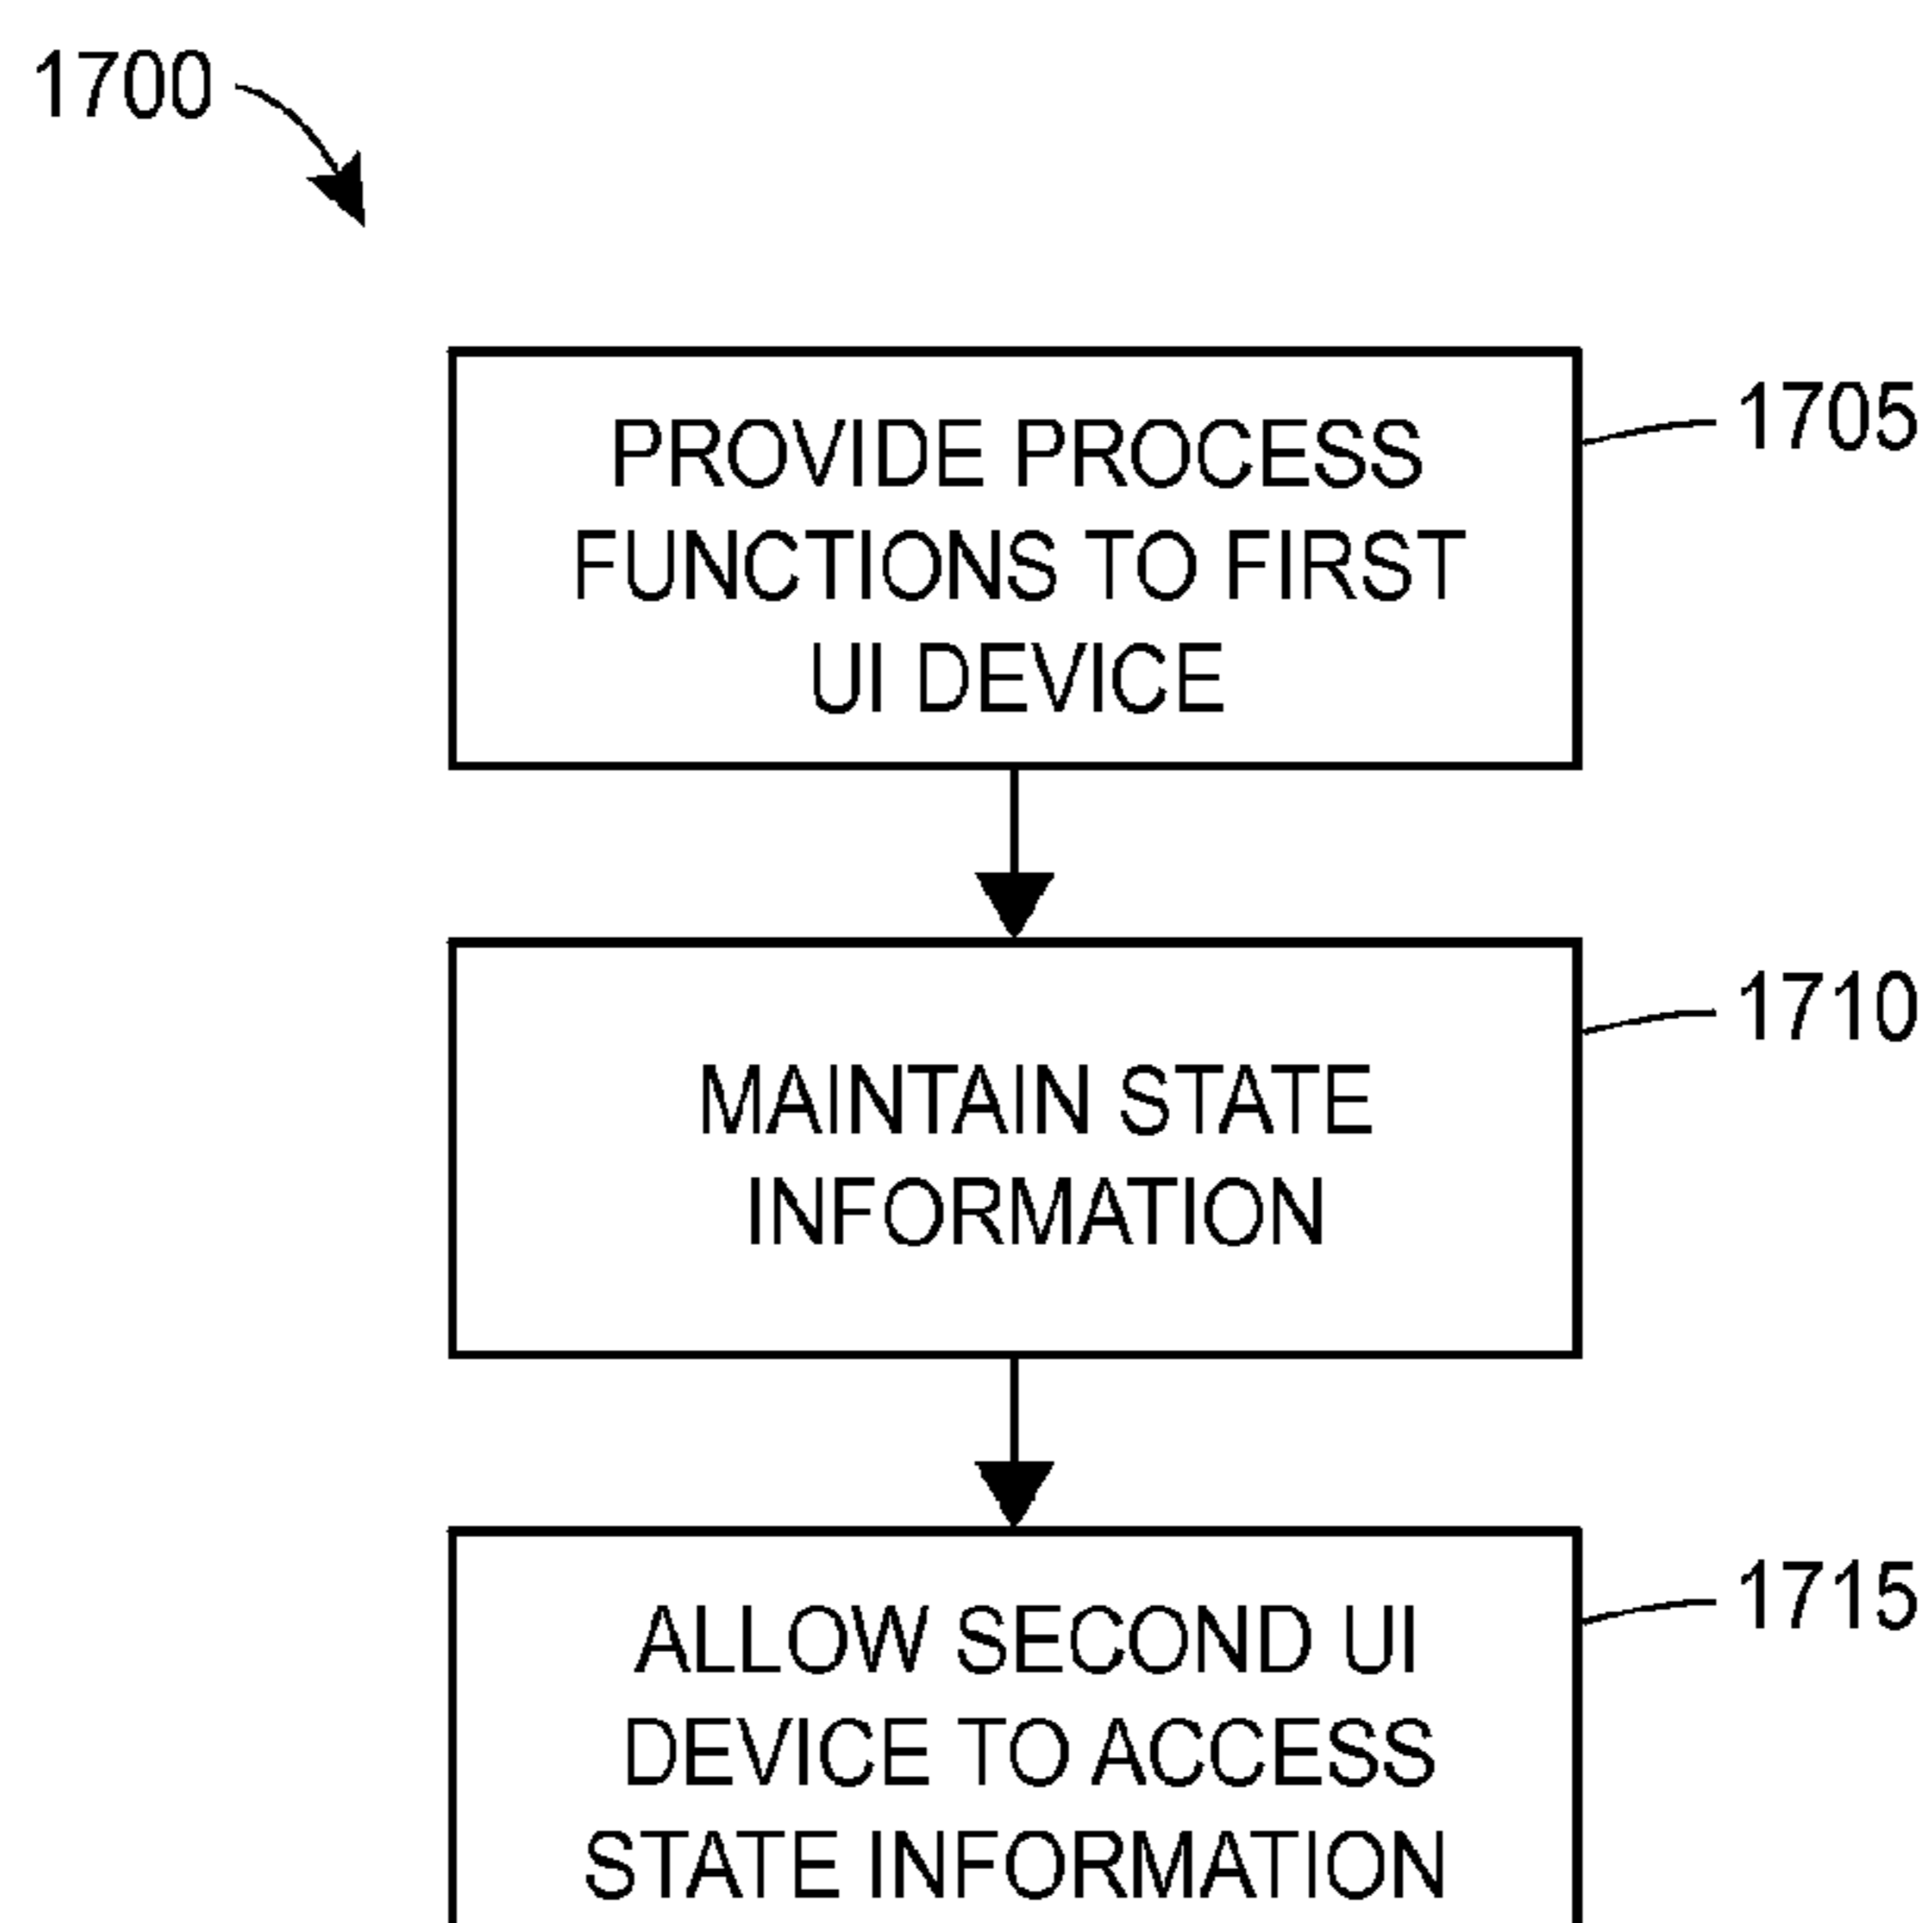 1700
PROVIDE PROCESS
FUNCTIONS TO FIRST
UI DEVICE
1705
MAINTAIN STATE
INFORMATION
1710
ALLOW SECOND UI
DEVICE TO ACCESS
STATE INFORMATION
1715